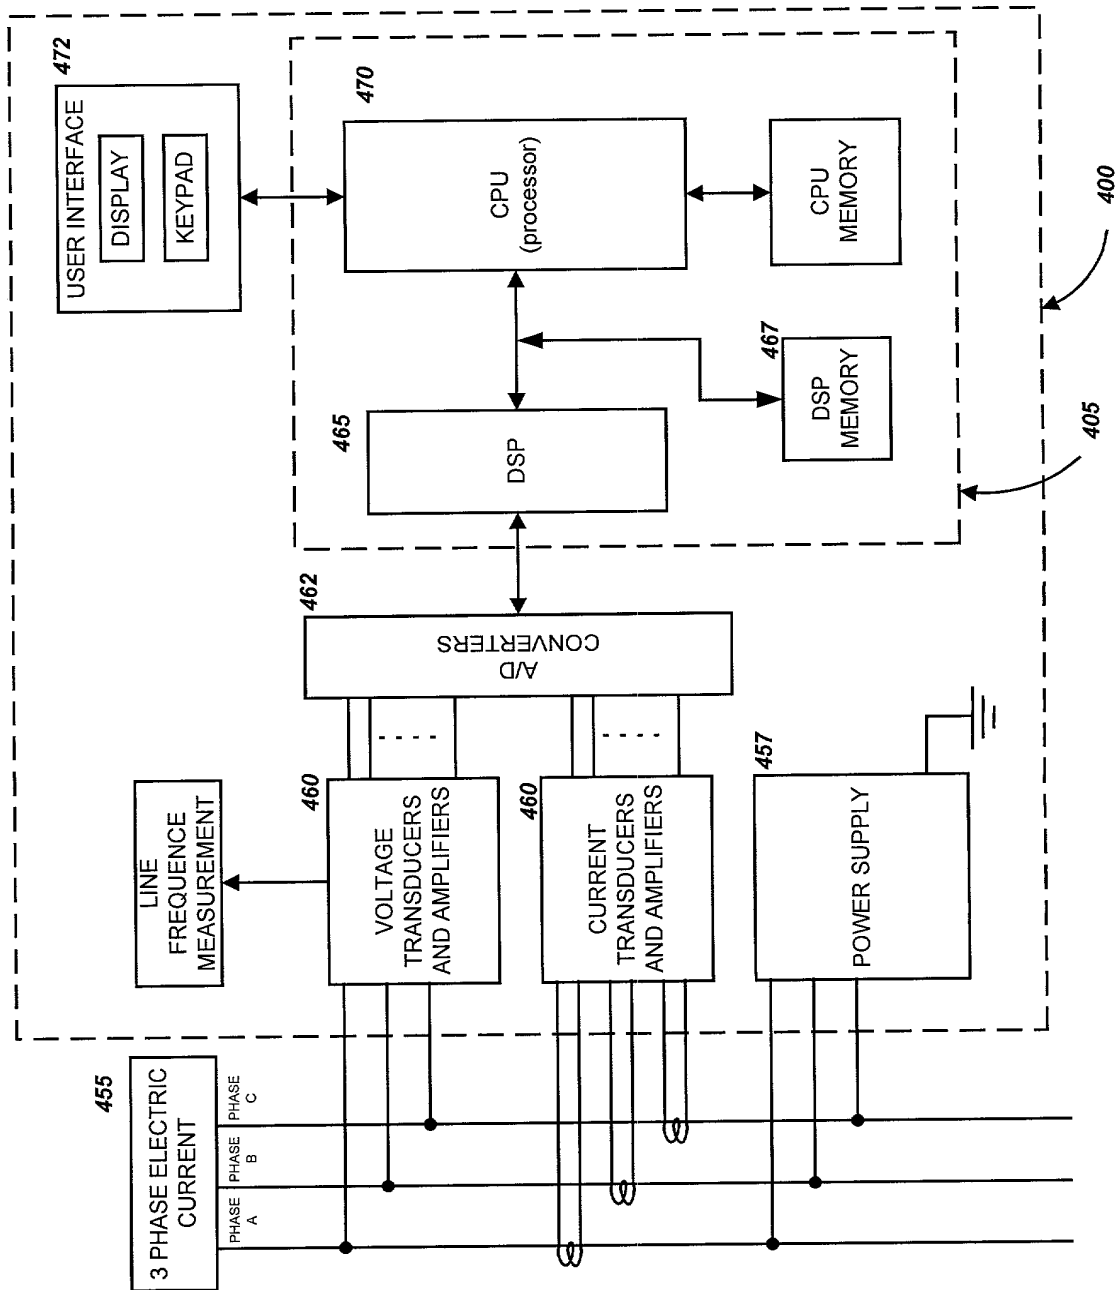 3 PHASE ELECTRIC
CURRENT
455
PHASE
A
PHASE
B
PHASE
C
LINE
FREQUENCE
MEASUREMENT
VOLTAGE
TRANSDUCERS
AND AMPLIFIERS
460
CURRENT
TRANSDUCERS
AND AMPLIFIERS
460
POWER SUPPLY
457
A/D
CONVERTERS
462
DSP
465
DSP
MEMORY
467
USER INTERFACE
DISPLAY
KEYPAD
472
CPU
(processor)
470
CPU
MEMORY
405
400